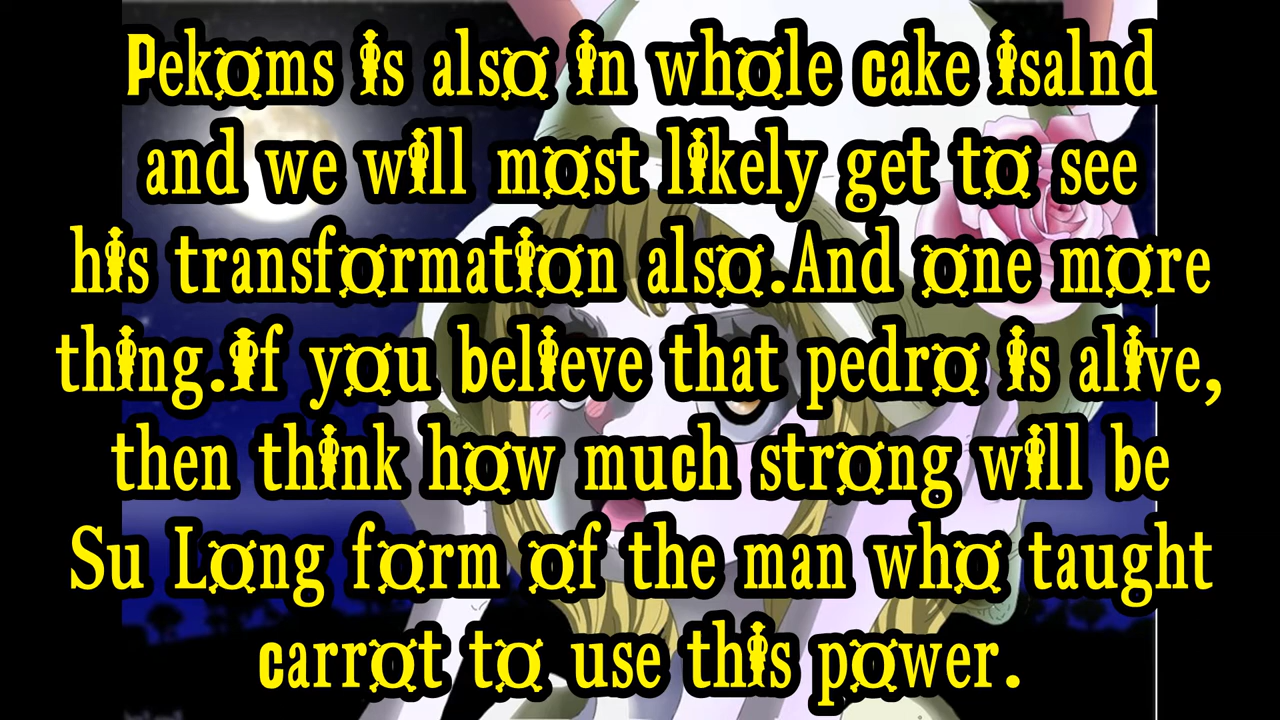 Pekoms is also in whole cake isalnd
and we will most likely get to see
his transformation also.And one more
thing.if you believe that pedro is alive,
then think how much strong will be
Su Long form of the man who taught
carrot to use this power.